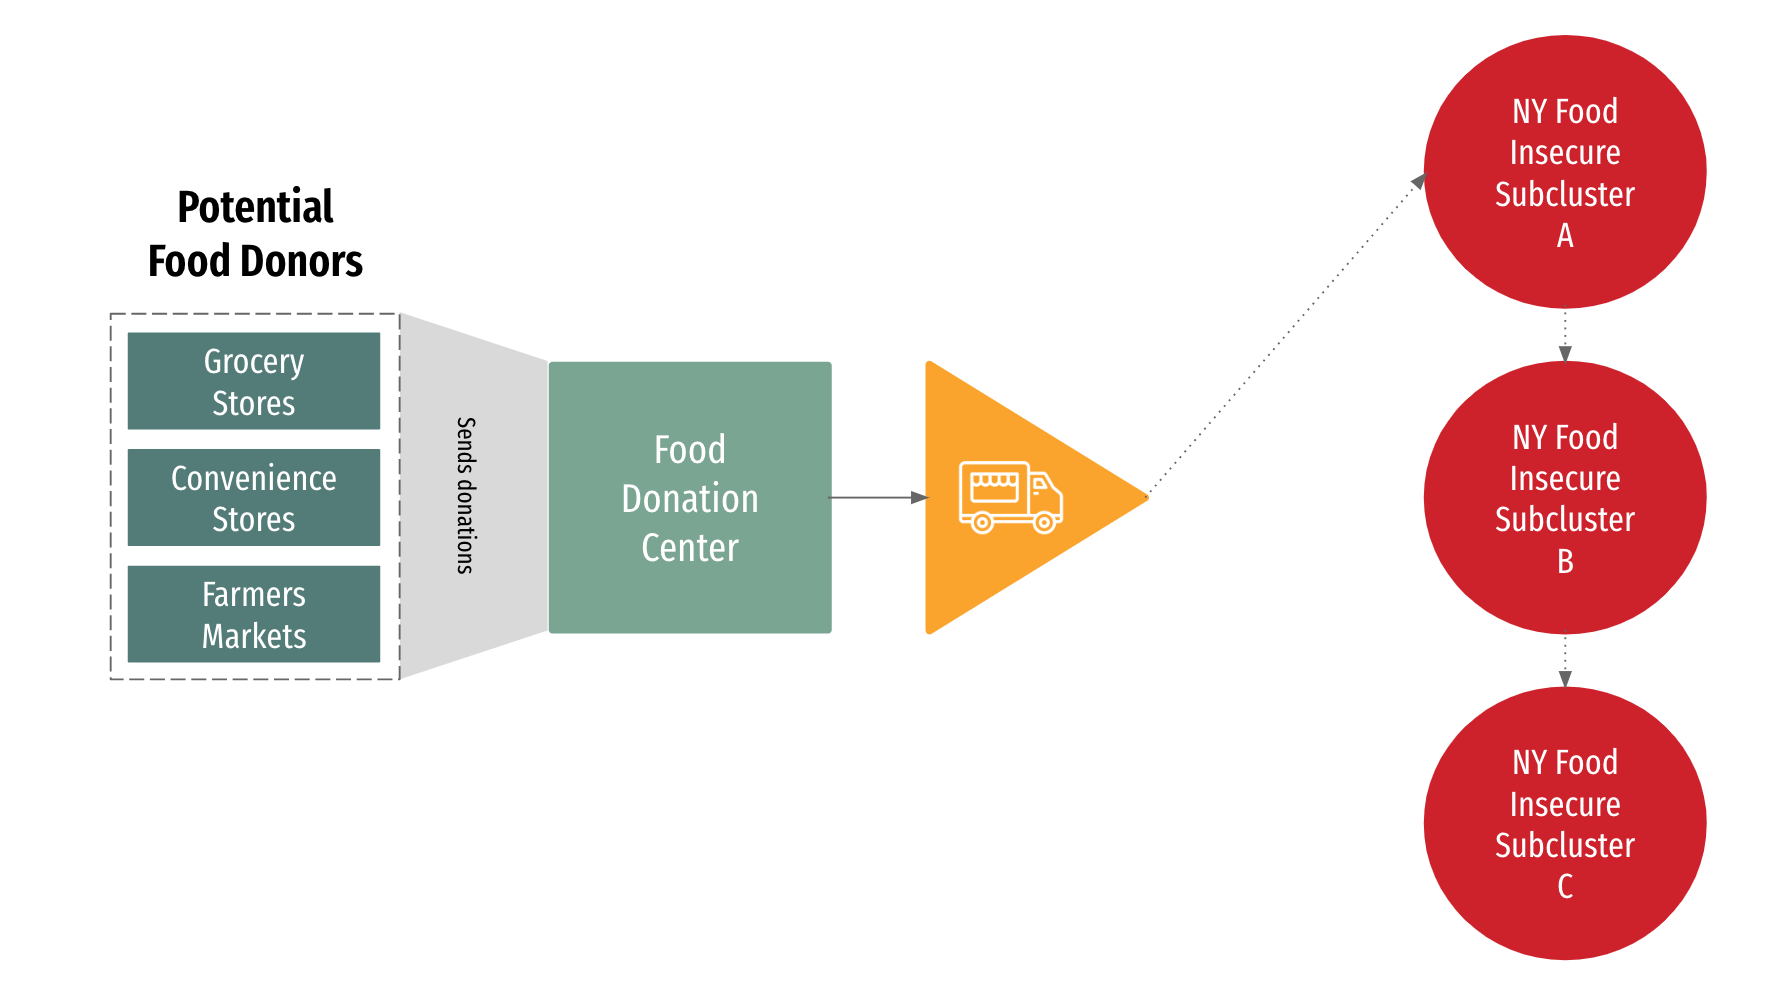 Potential
Food Donors
Grocery
Stores
Convenience
Stores
Farmers
Markets
Sends donations
Food
Donation
Center
NY Food
Insecure
Subcluster
A
NY Food
Insecure
Subcluster
B
NY Food
Insecure
Subcluster
C